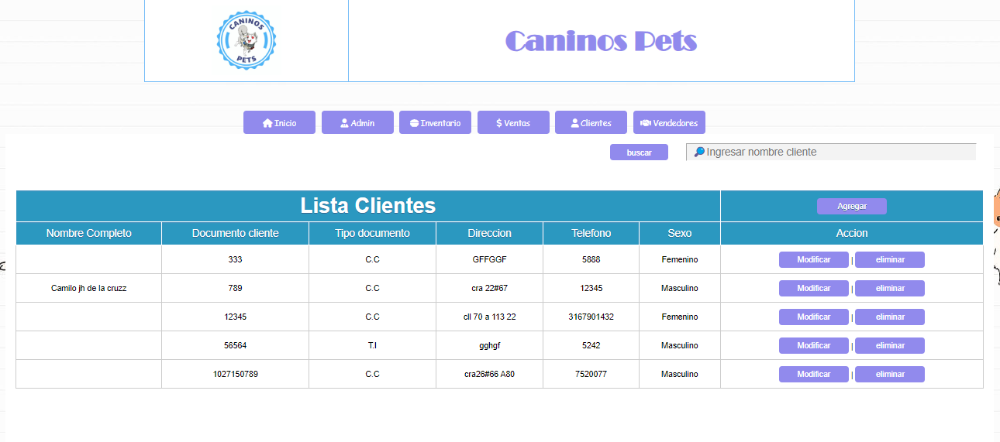 CANINOS
PETS
Caninos Pets
Inicio
Admin
Inventario
$ Ventas
Clientes
Vendedores
buscar
Ingresar nombre cliente
Lista Clientes
Agregar
Nombre Completo Documento cliente Tipo documento Direccion Telefono Sexo Accion
333 C.C GFFGGF 5888 Femenino Modificar | eliminar
Camilo jh de la cruzz 789 C.C cra 22#67 12345 Masculino Modificar | eliminar
12345 C.C cll 70 a 113 22 3167901432 Femenino Modificar | eliminar
56564 T.I gghgf 5242 Masculino Modificar | eliminar
1027150789 C.C cra26#66 A80 7520077 Masculino Modificar | eliminar